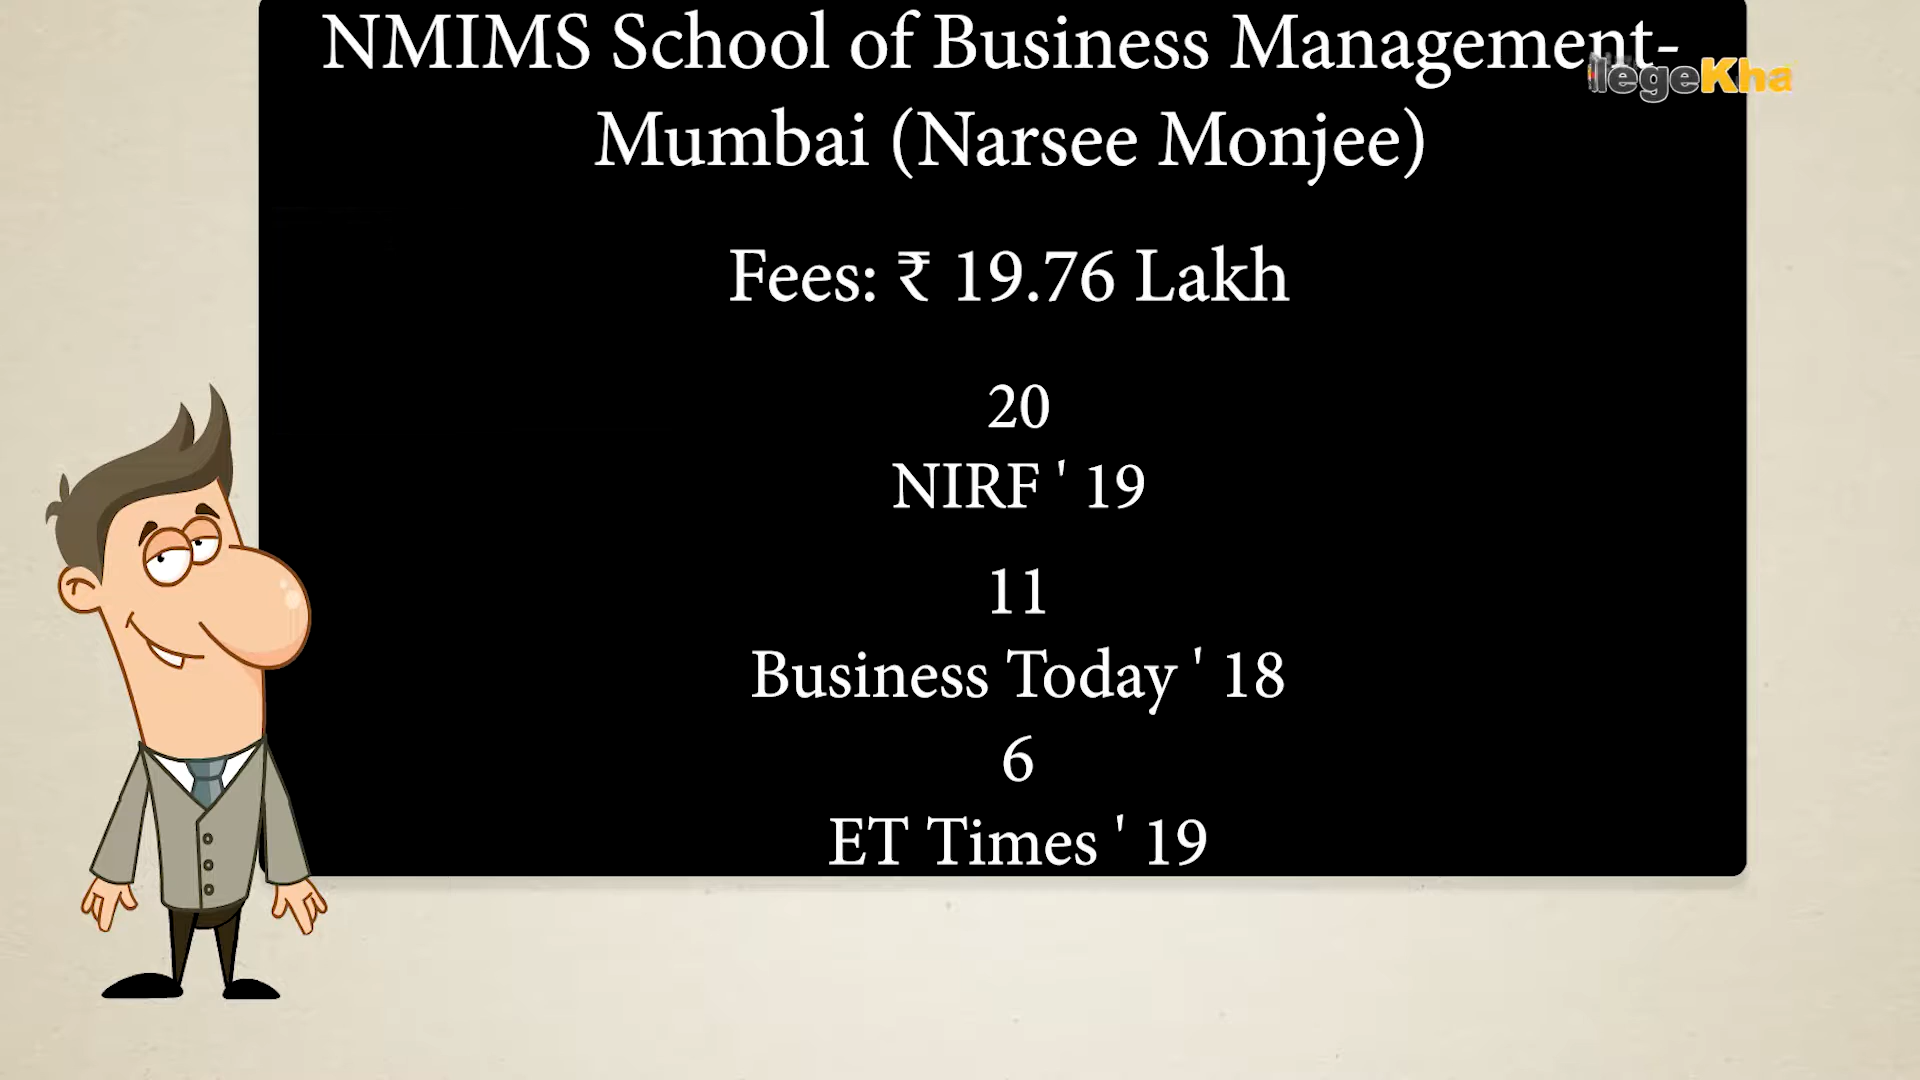 NMIMS School of Business Management-
Mumbai (Narsee Monjee)
Fees: ₹ 19.76 Lakh
20
NIRF ' 19
11
Business Today ' 18
6
ET Times ' 19